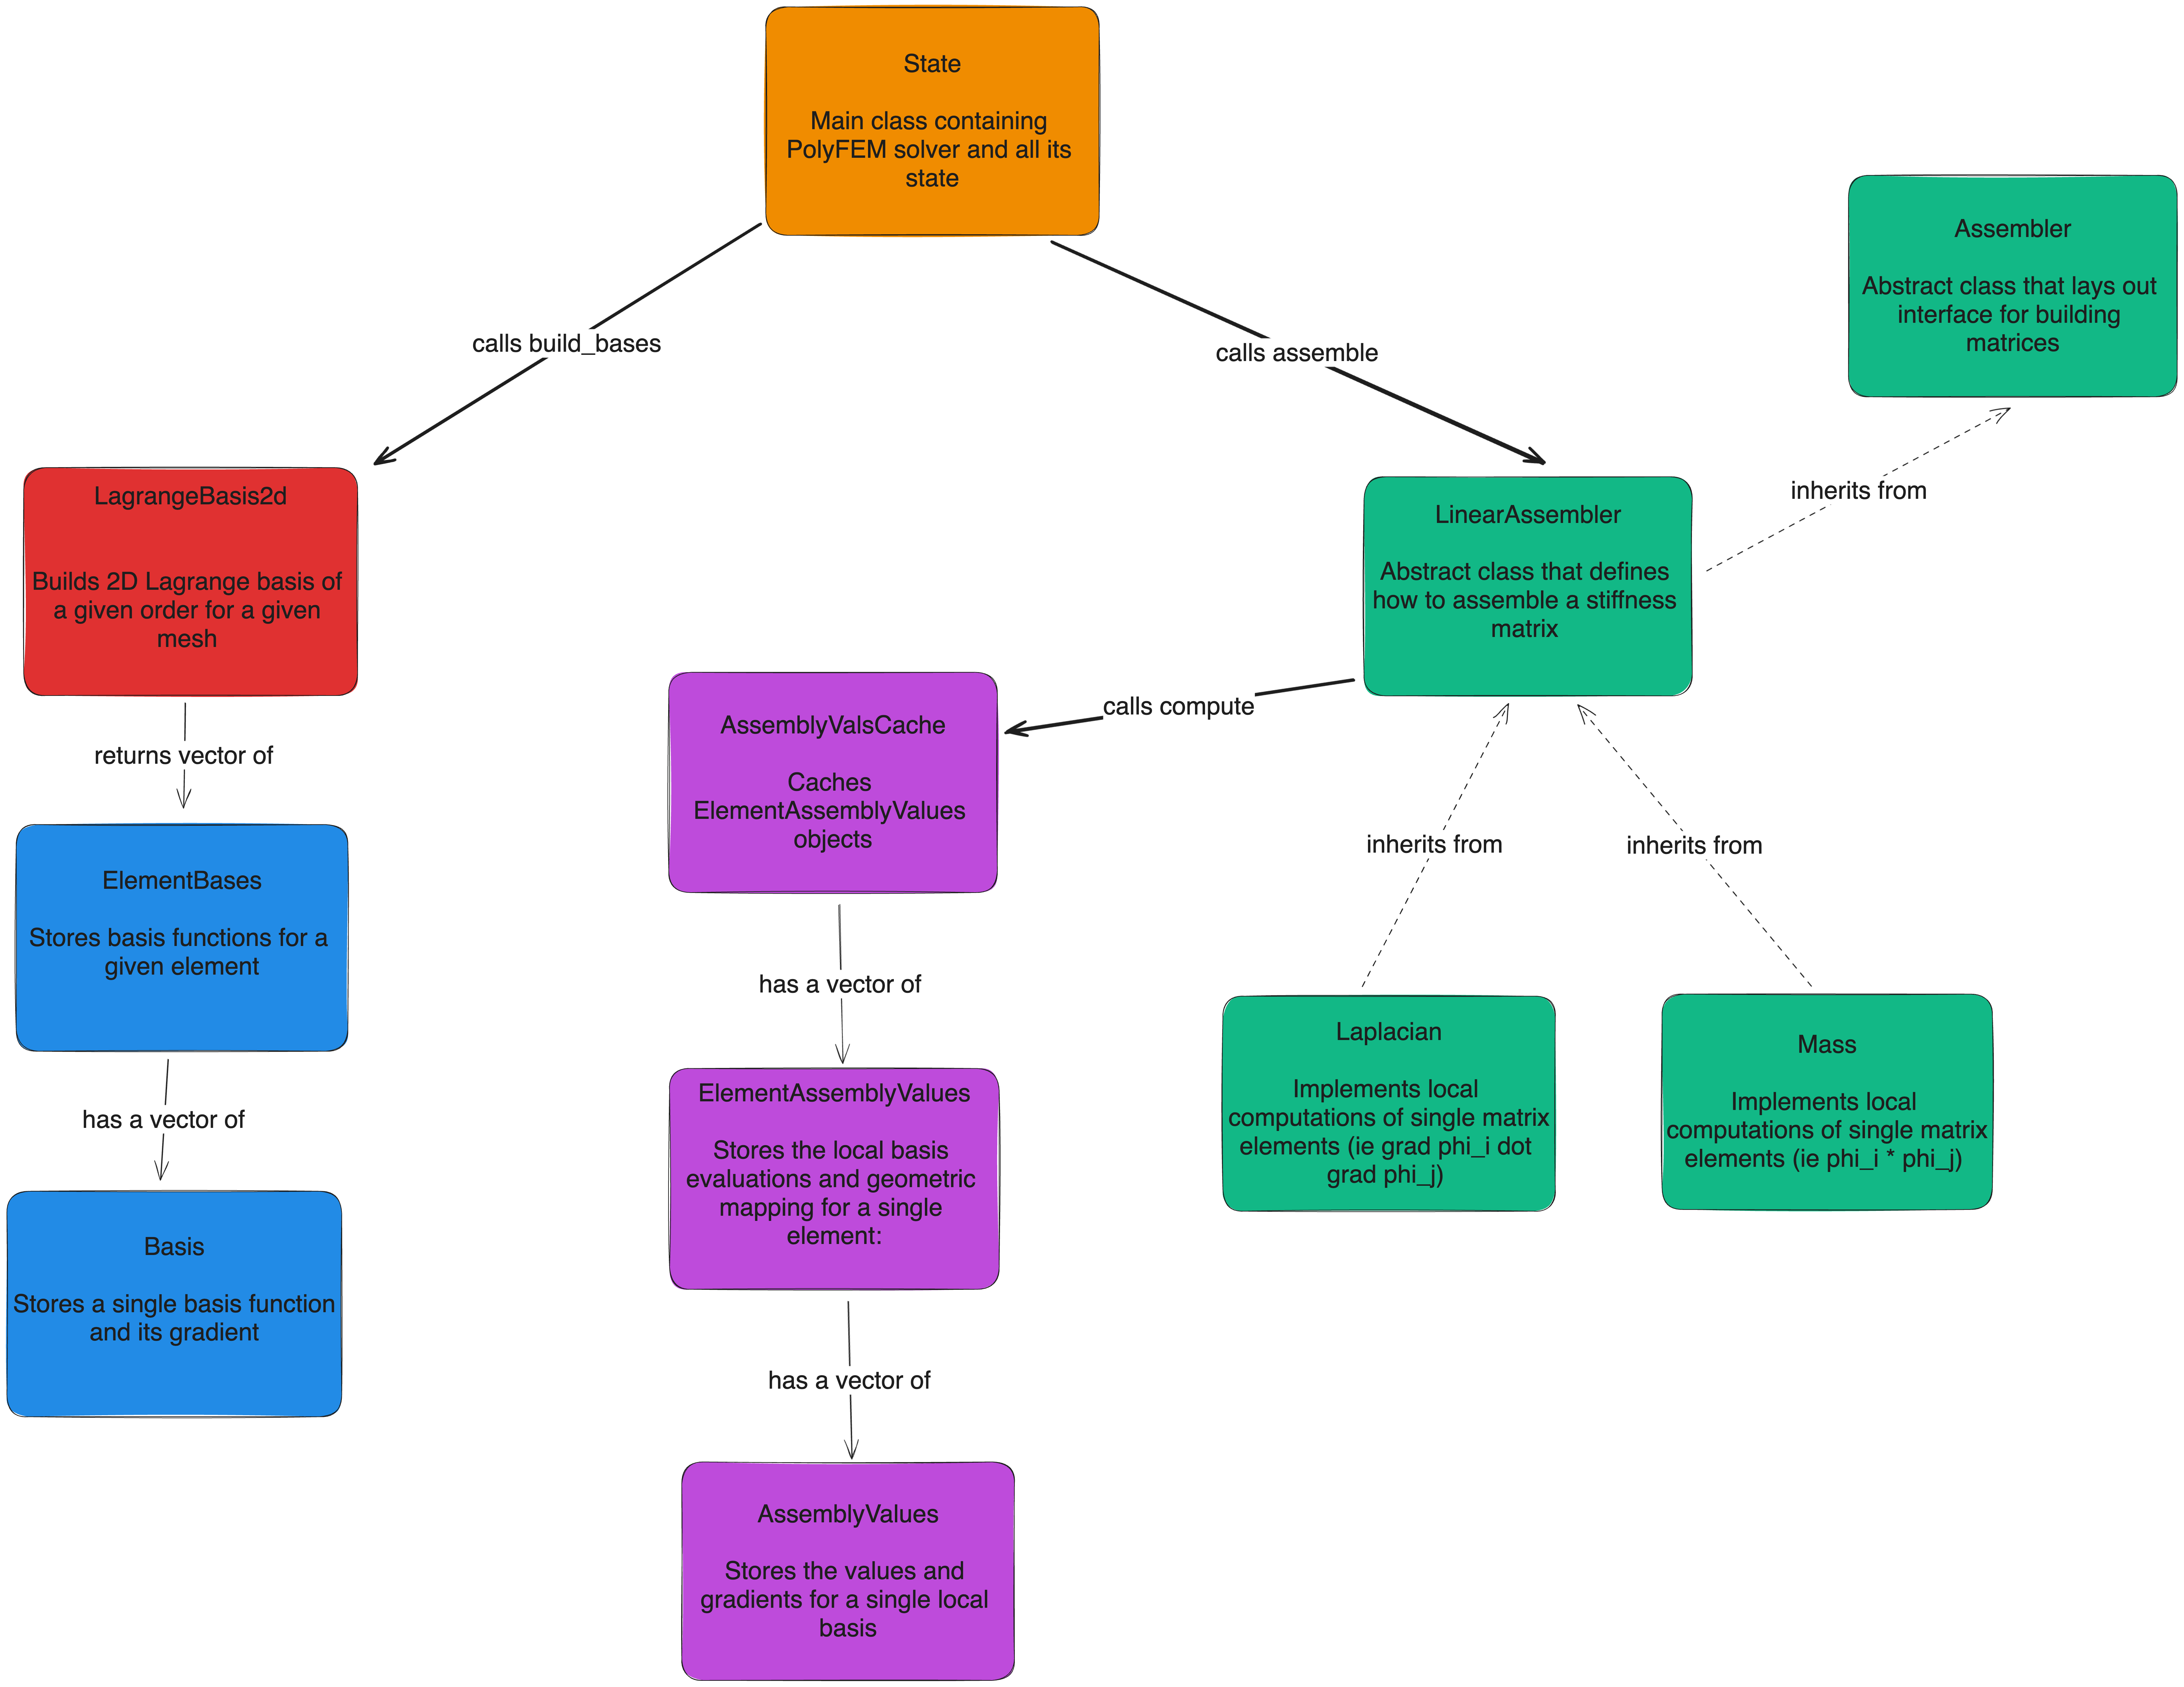 State
Main class containing
PolyFEM solver and all its
state
Assembler
Abstract class that lays out
interface for building
matrices
calls build_bases
calls assemble
inherits from
LagrangeBasis2d
Builds 2D Lagrange basis of
a given order for a given
mesh
LinearAssembler
Abstract class that defines
how to assemble a stiffness
matrix
calls compute
returns vector of
AssemblyValsCache
Caches
ElementAssemblyValues
objects
inherits from
inherits from
ElementBases
Stores basis functions for a
given element
has a vector of
has a vector of
Laplacian
Implements local
computations of single matrix
elements (ie grad phi_i dot
grad phi_j)
Mass
Implements local
computations of single matrix
elements (ie phi_i * phi_j)
ElementAssemblyValues
Stores the local basis
evaluations and geometric
mapping for a single
element:
Basis
Stores a single basis function
and its gradient
has a vector of
AssemblyValues
Stores the values and
gradients for a single local
basis